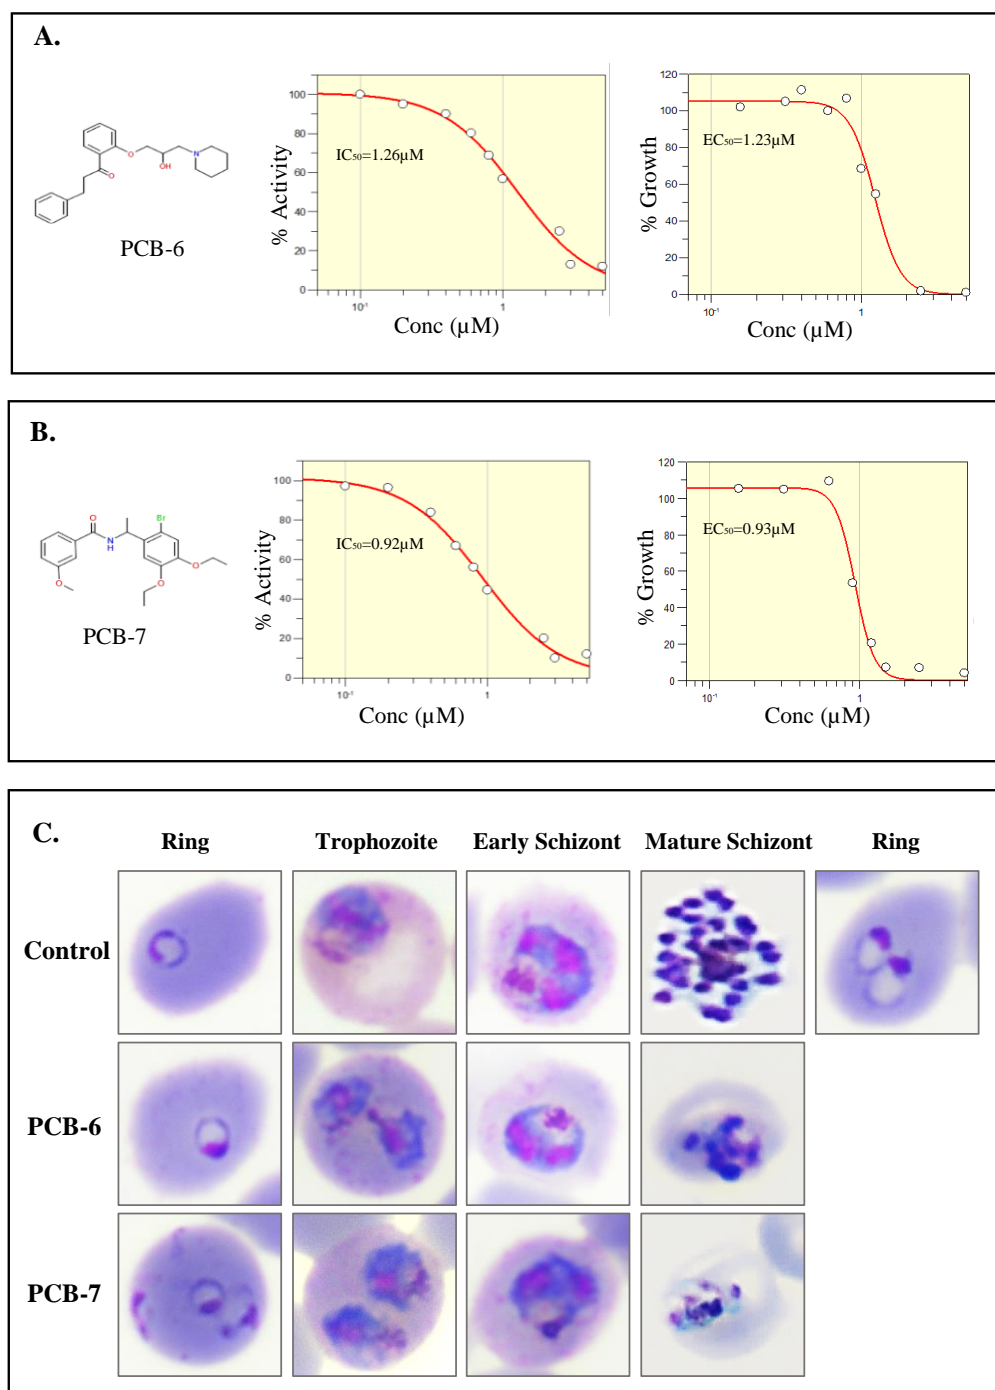 A.
O
OH
N
O
PCB-6
% Activity
100
80
60
40
20
0
IC₅₀=1.26µM
10⁻¹
1
Conc (µM)
% Growth
120
100
80
60
40
20
0
EC₅₀=1.23µM
10⁻¹
1
Conc (µM)
B.
O
Br
N
H
O
O
O
PCB-7
% Activity
100
80
60
40
20
0
IC₅₀=0.92µM
10⁻¹
1
Conc (µM)
% Growth
120
100
80
60
40
20
0
EC₅₀=0.93µM
10⁻¹
1
Conc (µM)
C.
Ring Trophozoite Early Schizont Mature Schizont Ring
Control
PCB-6
PCB-7